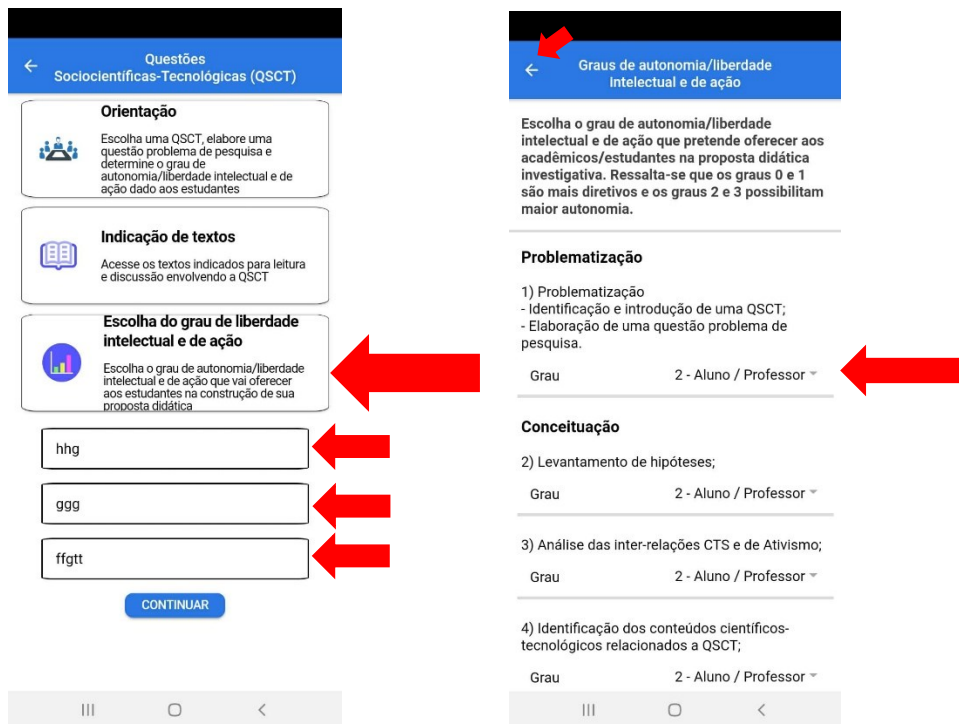 Questões
Sociocientíficas-Tecnológicas (QSCT)
Orientação
Escolha uma QSCT, elabore uma
questão problema de pesquisa e
determine o grau de
autonomia/liberdade intelectual e de
ação dado aos estudantes
Indicação de textos
Acesse os textos indicados para leitura
e discussão envolvendo a QSCT
Escolha do grau de liberdade
intelectual e de ação
Escolha o grau de autonomia/liberdade
intelectual e de ação que vai oferecer
aos estudantes na construção de sua
proposta didática
hhg
ggg
ffgtt
CONTINUAR
Graus de autonomia/liberdade
Intelectual e de ação
Escolha o grau de autonomia/liberdade
intelectual e de ação que pretende oferecer aos
acadêmicos/estudantes na proposta didática
investigativa. Ressalta-se que os graus 0 e 1
são mais diretivos e os graus 2 e 3 possibilitam
maior autonomia.
Problematização
1) Problematização
- Identificação e introdução de uma QSCT;
- Elaboração de uma questão problema de
pesquisa.
Grau 2 - Aluno / Professor
Conceituação
2) Levantamento de hipóteses;
Grau 2 - Aluno / Professor
3) Análise das inter-relações CTS e de Ativismo;
Grau 2 - Aluno / Professor
4) Identificação dos conteúdos científicos-
tecnológicos relacionados a QSCT;
Grau 2 - Aluno / Professor